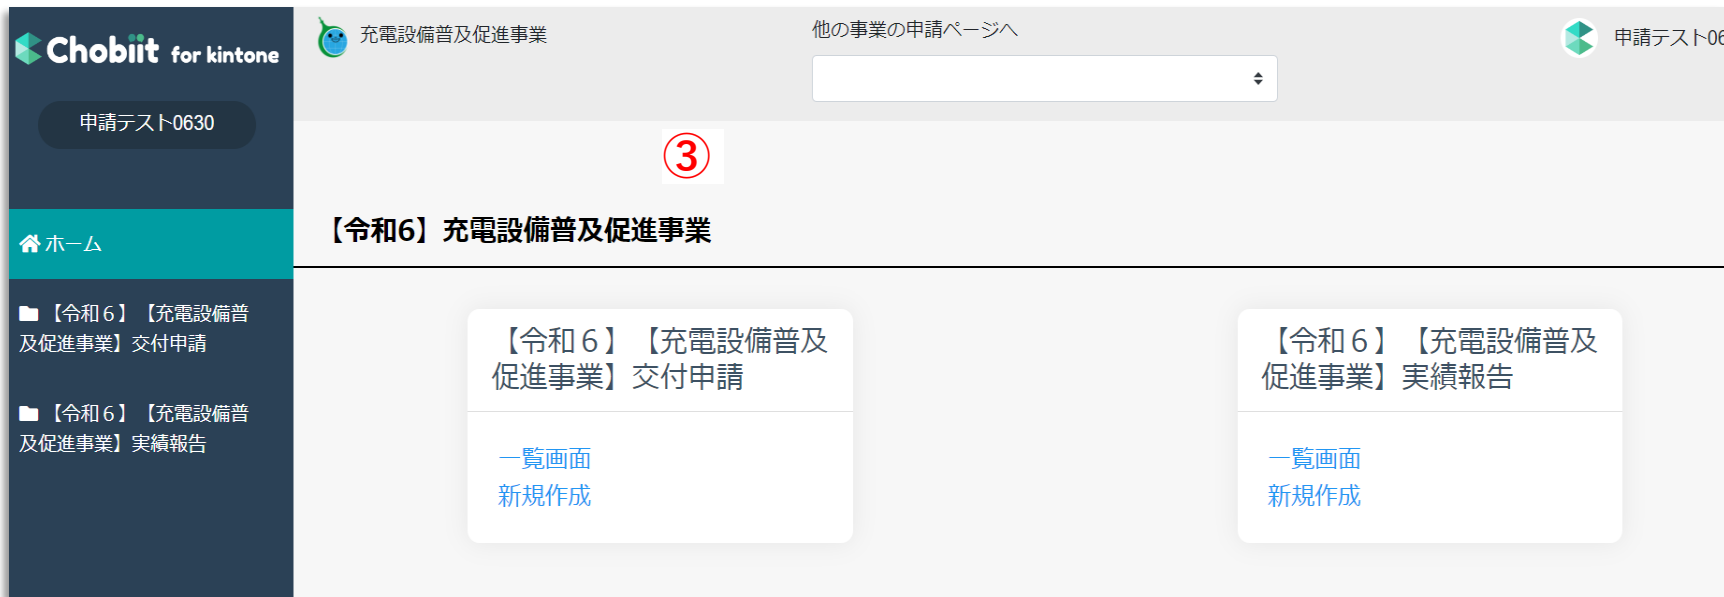 Chobiit for kintone
申請テスト0630
ホーム
【令和６】【充電設備普
及促進事業】交付申請
【令和６】【充電設備普
及促進事業】実績報告
充電設備普及促進事業
他の事業の申請ページへ
申請テスト06
③
【令和6】充電設備普及促進事業
【令和６】【充電設備普及
促進事業】交付申請
一覧画面
新規作成
【令和６】【充電設備普及
促進事業】実績報告
一覧画面
新規作成